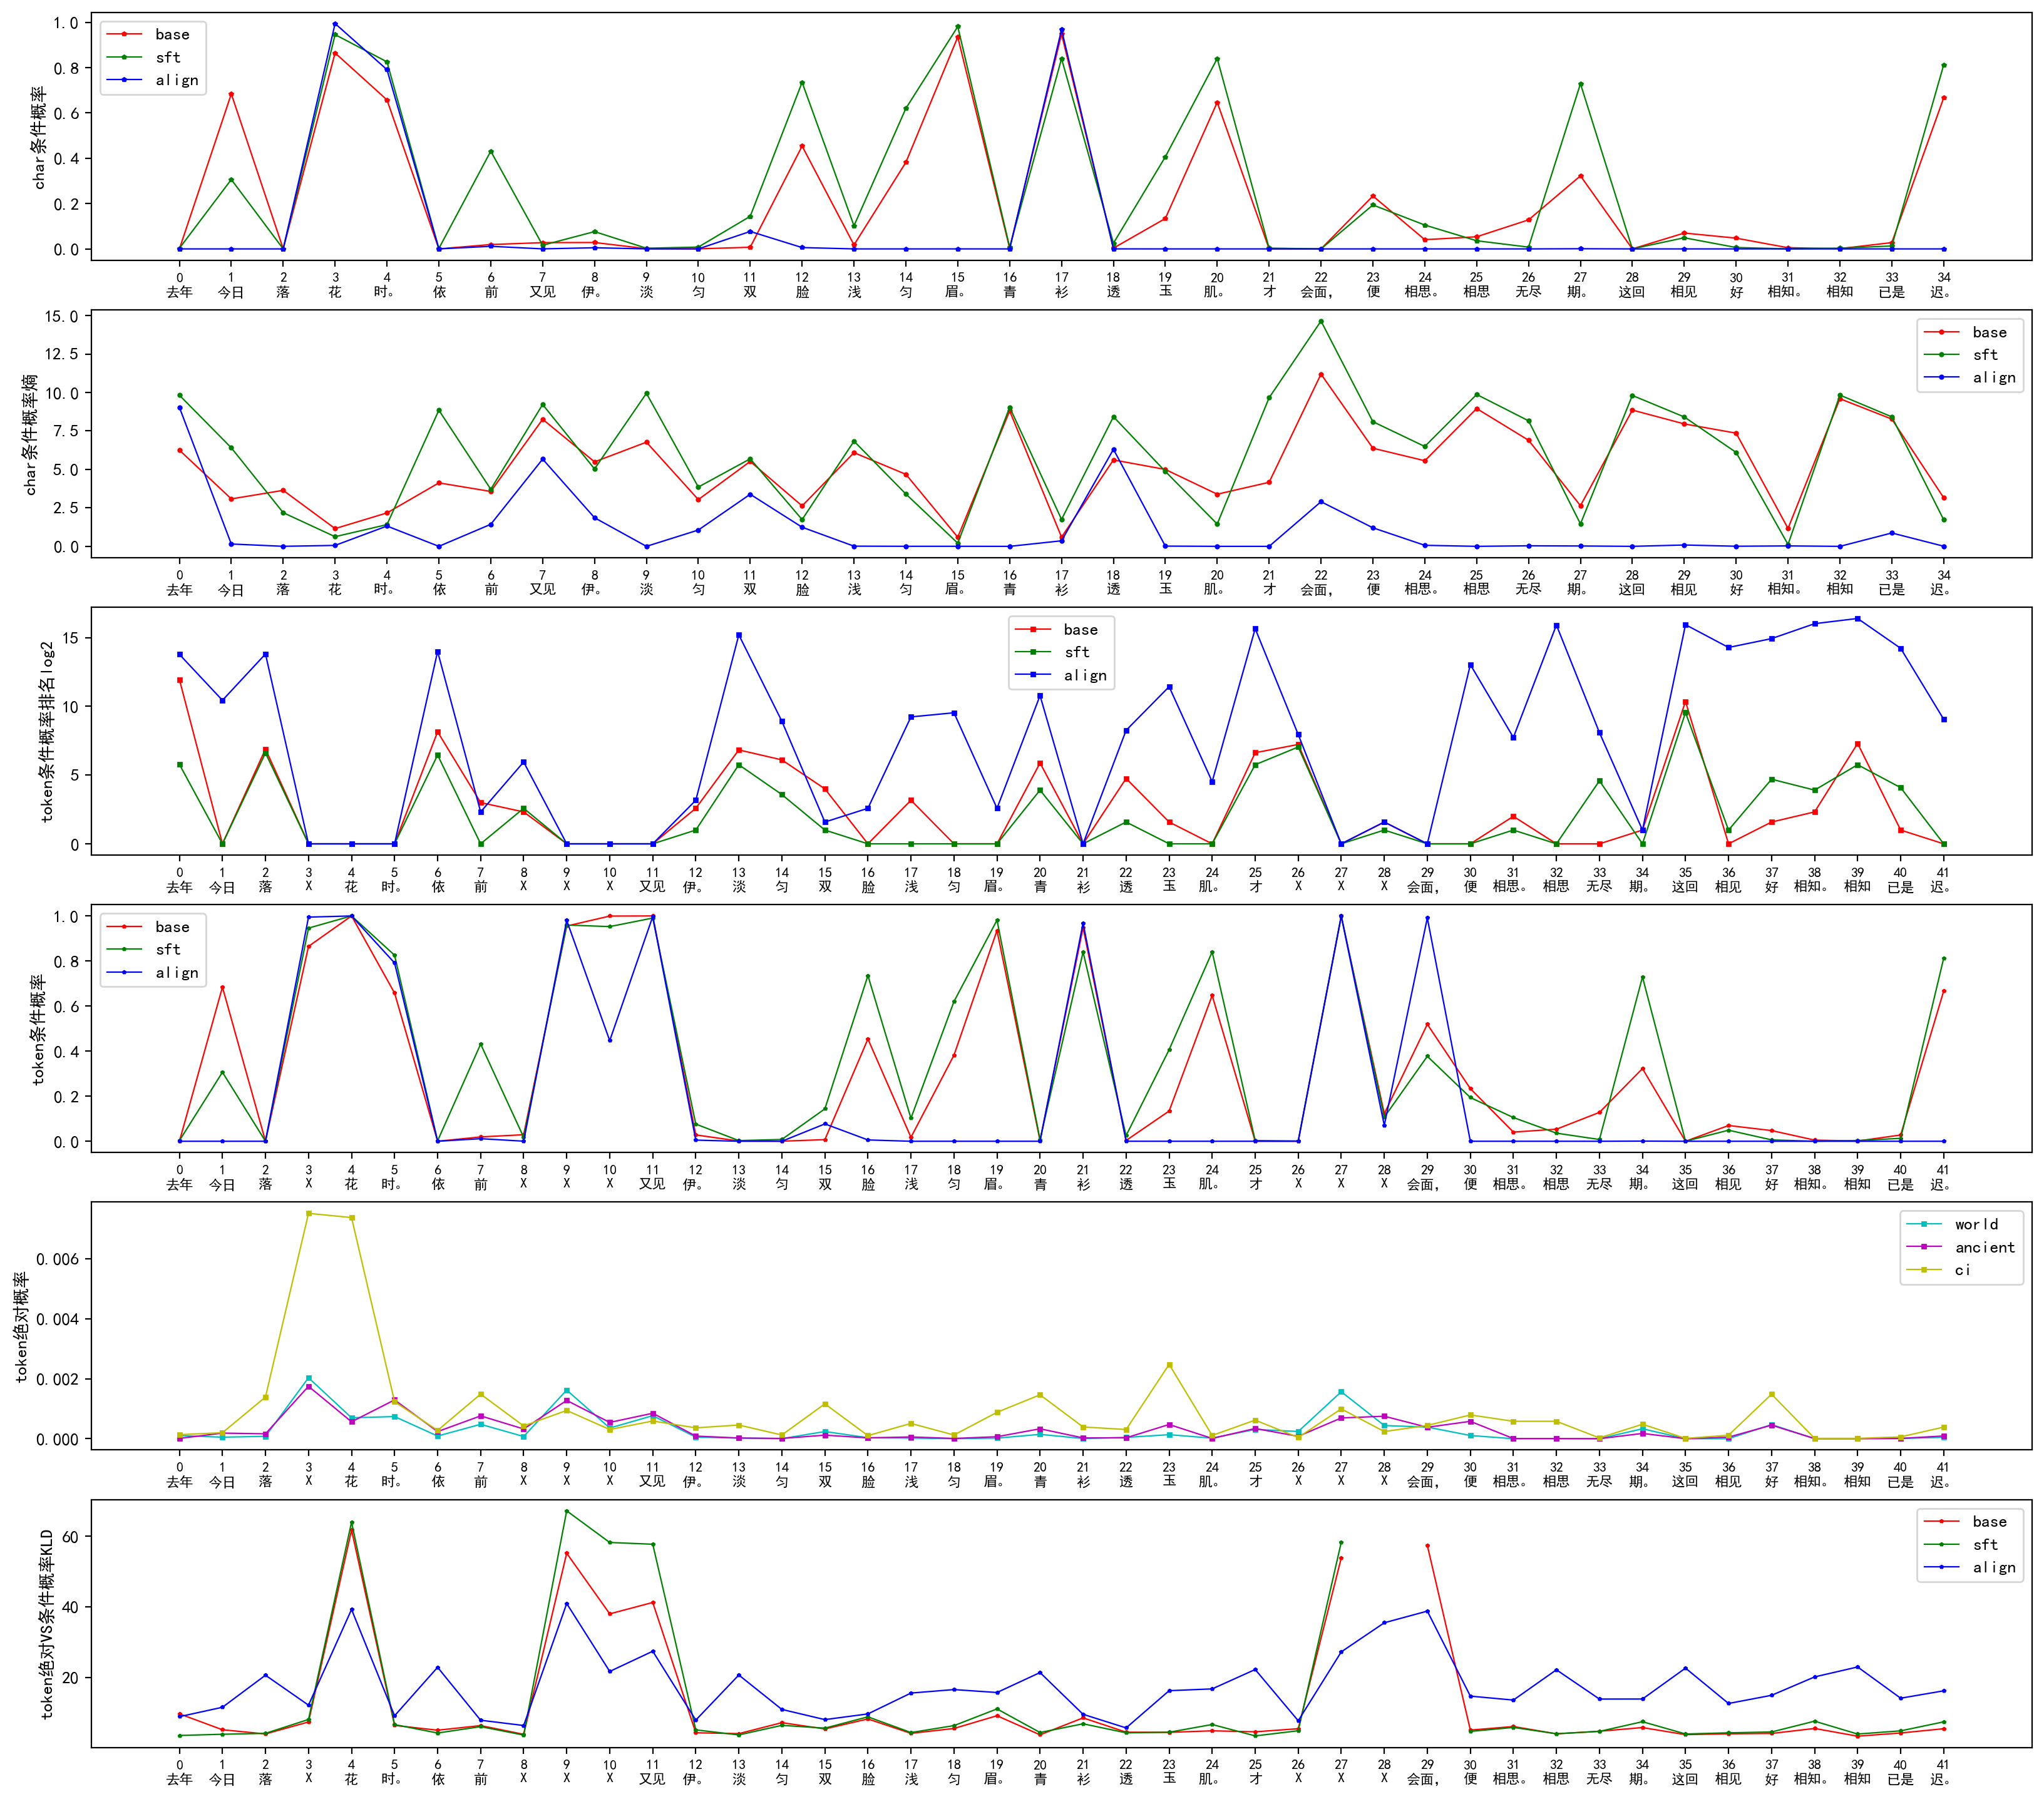 char条件概率
1.0
0.8
0.6
0.4
0.2
0.0
base
sft
align
0 1 2 3 4 5 6 7 8 9 10 11 12 13 14 15 16 17 18 19 20 21 22 23 24 25 26 27 28 29 30 31 32 33 34
去年 今日 落 花 时。 依 前 又见 伊。 淡 匀 双 脸 浅 匀 眉。 青 衫 透 玉 肌。 才 会面, 便 相思。 相思 无尽 期。 这回 相见 好 相知。 相知 已是 迟。
char条件概率熵
15.0
12.5
10.0
7.5
5.0
2.5
0.0
base
sft
align
0 1 2 3 4 5 6 7 8 9 10 11 12 13 14 15 16 17 18 19 20 21 22 23 24 25 26 27 28 29 30 31 32 33 34
去年 今日 落 花 时。 依 前 又见 伊。 淡 匀 双 脸 浅 匀 眉。 青 衫 透 玉 肌。 才 会面, 便 相思。 相思 无尽 期。 这回 相见 好 相知。 相知 已是 迟。
token条件概率排名log2
15
10
5
0
base
sft
align
0 1 2 3 4 5 6 7 8 9 10 11 12 13 14 15 16 17 18 19 20 21 22 23 24 25 26 27 28 29 30 31 32 33 34 35 36 37 38 39 40 41
去年 今日 落 X 花 时。 依 前 X X X 又见 伊。 淡 匀 双 脸 浅 匀 眉。 青 衫 透 玉 肌。 才 X X X 会面, 便 相思。 相思 无尽 期。 这回 相见 好 相知。 相知 已是 迟。
token条件概率
1.0
0.8
0.6
0.4
0.2
0.0
base
sft
align
0 1 2 3 4 5 6 7 8 9 10 11 12 13 14 15 16 17 18 19 20 21 22 23 24 25 26 27 28 29 30 31 32 33 34 35 36 37 38 39 40 41
去年 今日 落 X 花 时。 依 前 X X X 又见 伊。 淡 匀 双 脸 浅 匀 眉。 青 衫 透 玉 肌。 才 X X X 会面, 便 相思。 相思 无尽 期。 这回 相见 好 相知。 相知 已是 迟。
token绝对概率
0.006
0.004
0.002
0.000
world
ancient
ci
0 1 2 3 4 5 6 7 8 9 10 11 12 13 14 15 16 17 18 19 20 21 22 23 24 25 26 27 28 29 30 31 32 33 34 35 36 37 38 39 40 41
去年 今日 落 X 花 时。 依 前 X X X 又见 伊。 淡 匀 双 脸 浅 匀 眉。 青 衫 透 玉 肌。 才 X X X 会面, 便 相思。 相思 无尽 期。 这回 相见 好 相知。 相知 已是 迟。
token绝对VS条件概率KLD
60
40
20
base
sft
align
0 1 2 3 4 5 6 7 8 9 10 11 12 13 14 15 16 17 18 19 20 21 22 23 24 25 26 27 28 29 30 31 32 33 34 35 36 37 38 39 40 41
去年 今日 落 X 花 时。 依 前 X X X 又见 伊。 淡 匀 双 脸 浅 匀 眉。 青 衫 透 玉 肌。 才 X X X 会面, 便 相思。 相思 无尽 期。 这回 相见 好 相知。 相知 已是 迟。